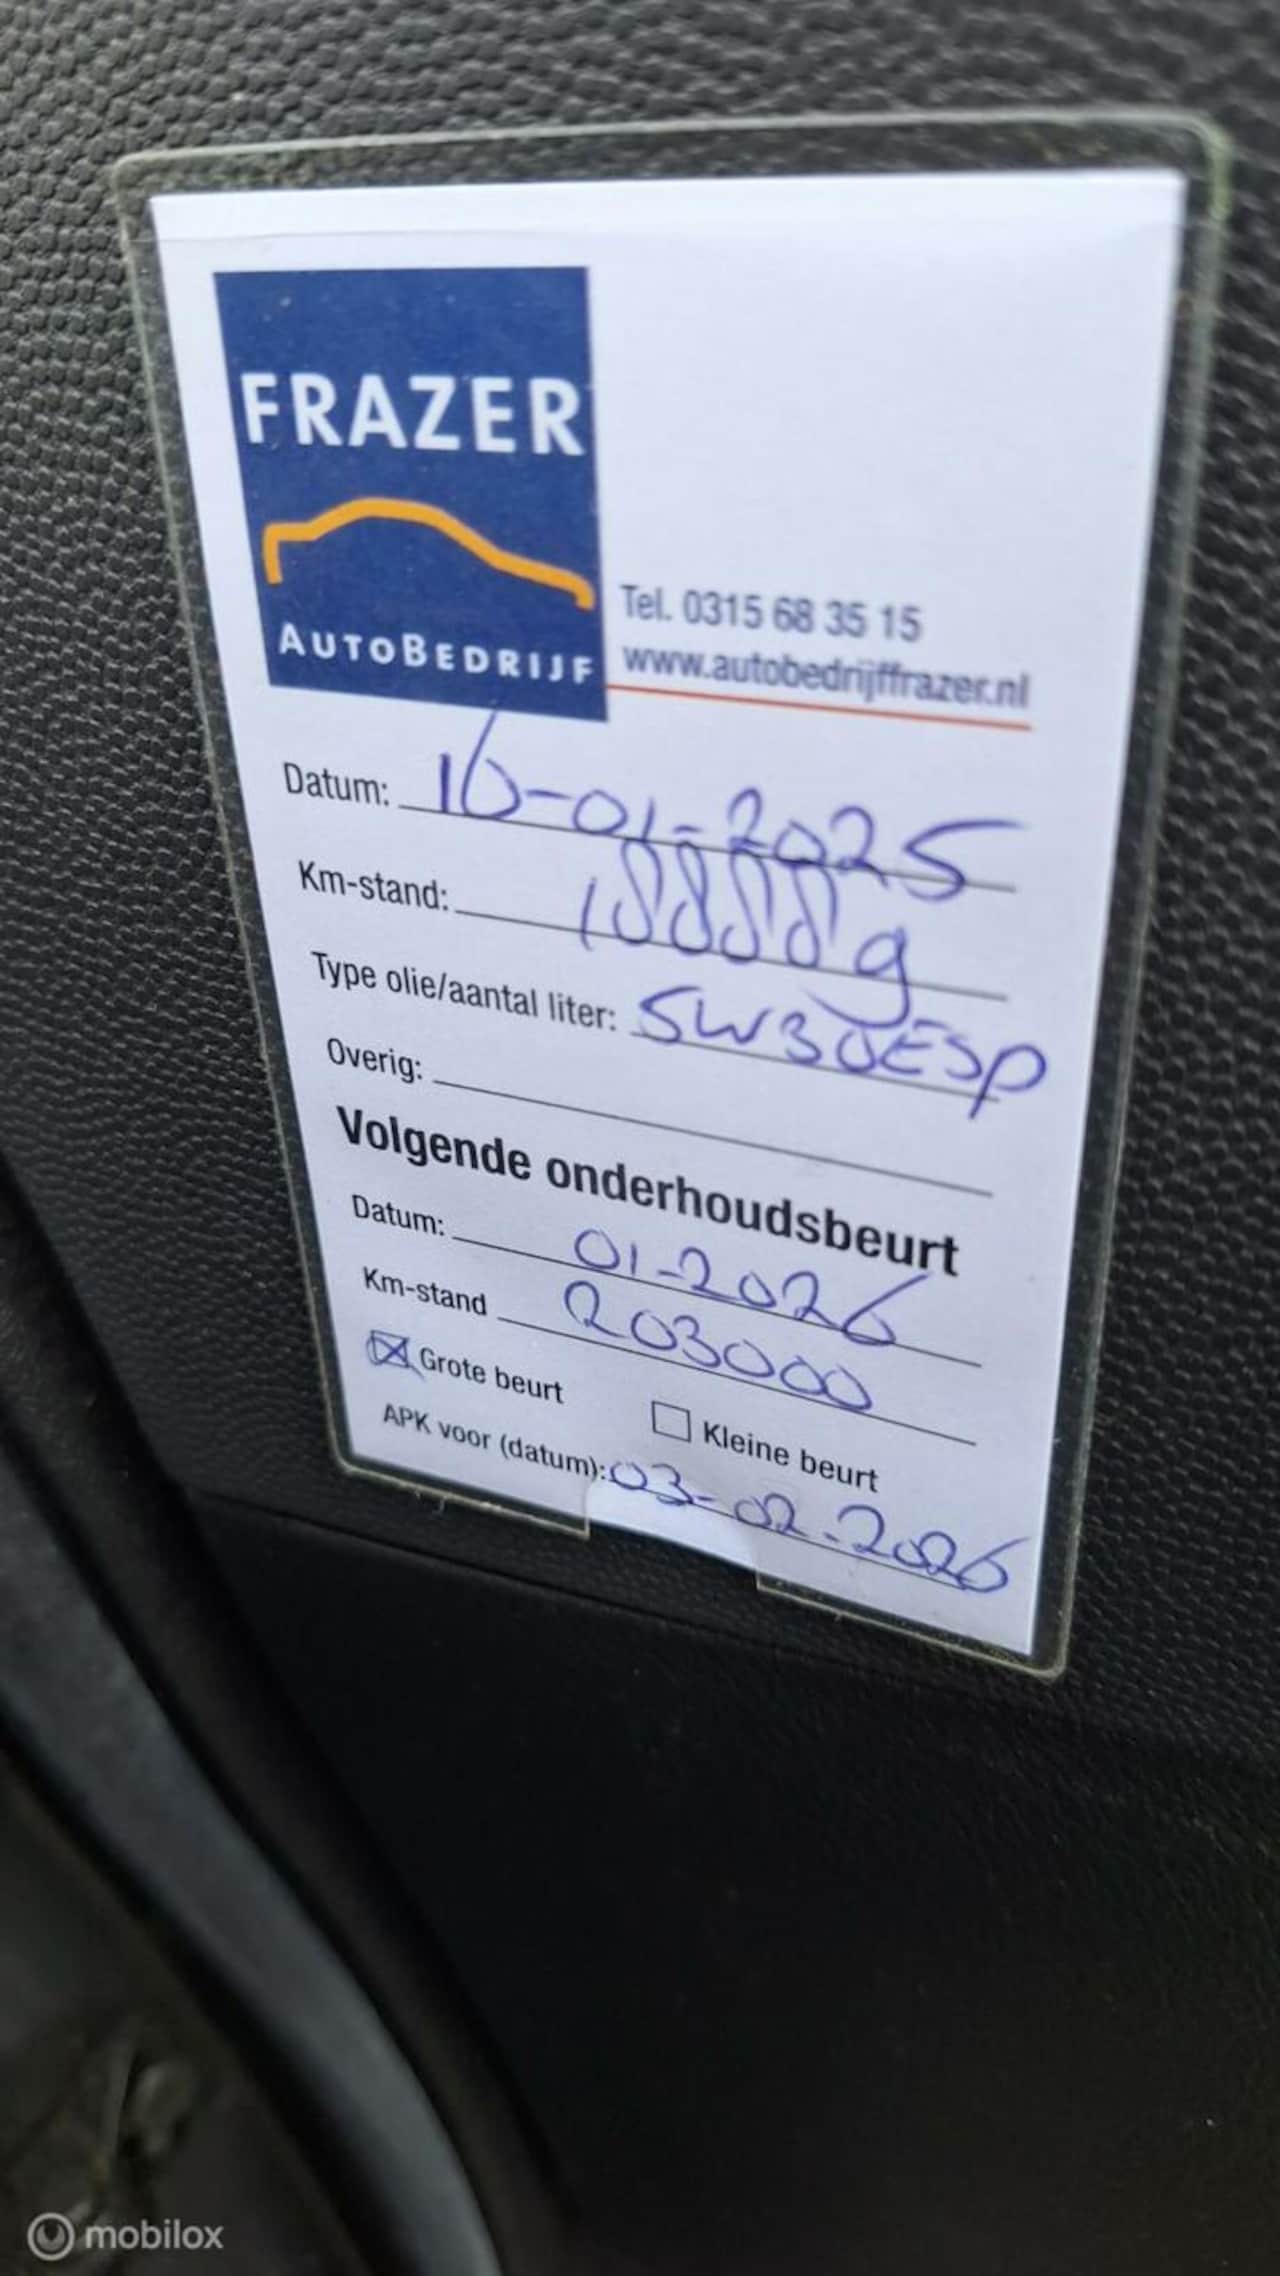 FRAZER
AUTOBEDRIJF
Tel. 0315 68 35 15
www.autobedrijffrazer.nl
Datum: 16-01-2025
Km-stand: 188889
Type olie/aantal liter: 5W30ESP
Overig:
Volgende onderhoudsbeurt
Datum: 01-2026
Km-stand 203000
Grote beurt Kleine beurt
APK voor (datum): 03-02-2026
mobilox